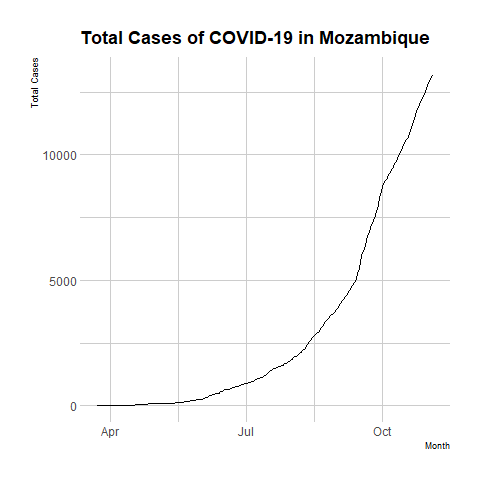 Total Cases of COVID-19 in Mozambique
Total Cases
10000
5000
0
Apr Jul Oct
Month